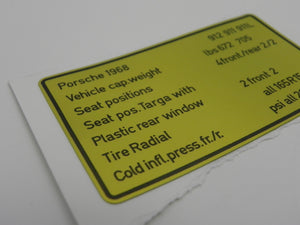 Porsche 1968 912 911 911L
Vehicle cap.weight lbs 672 705
Seat positions 4front/rear 2/2
Seat pos.Targa with
Plastic rear window 2 front 2
Tire Radial all 165R15
Cold infl.press.fr./r. psi all